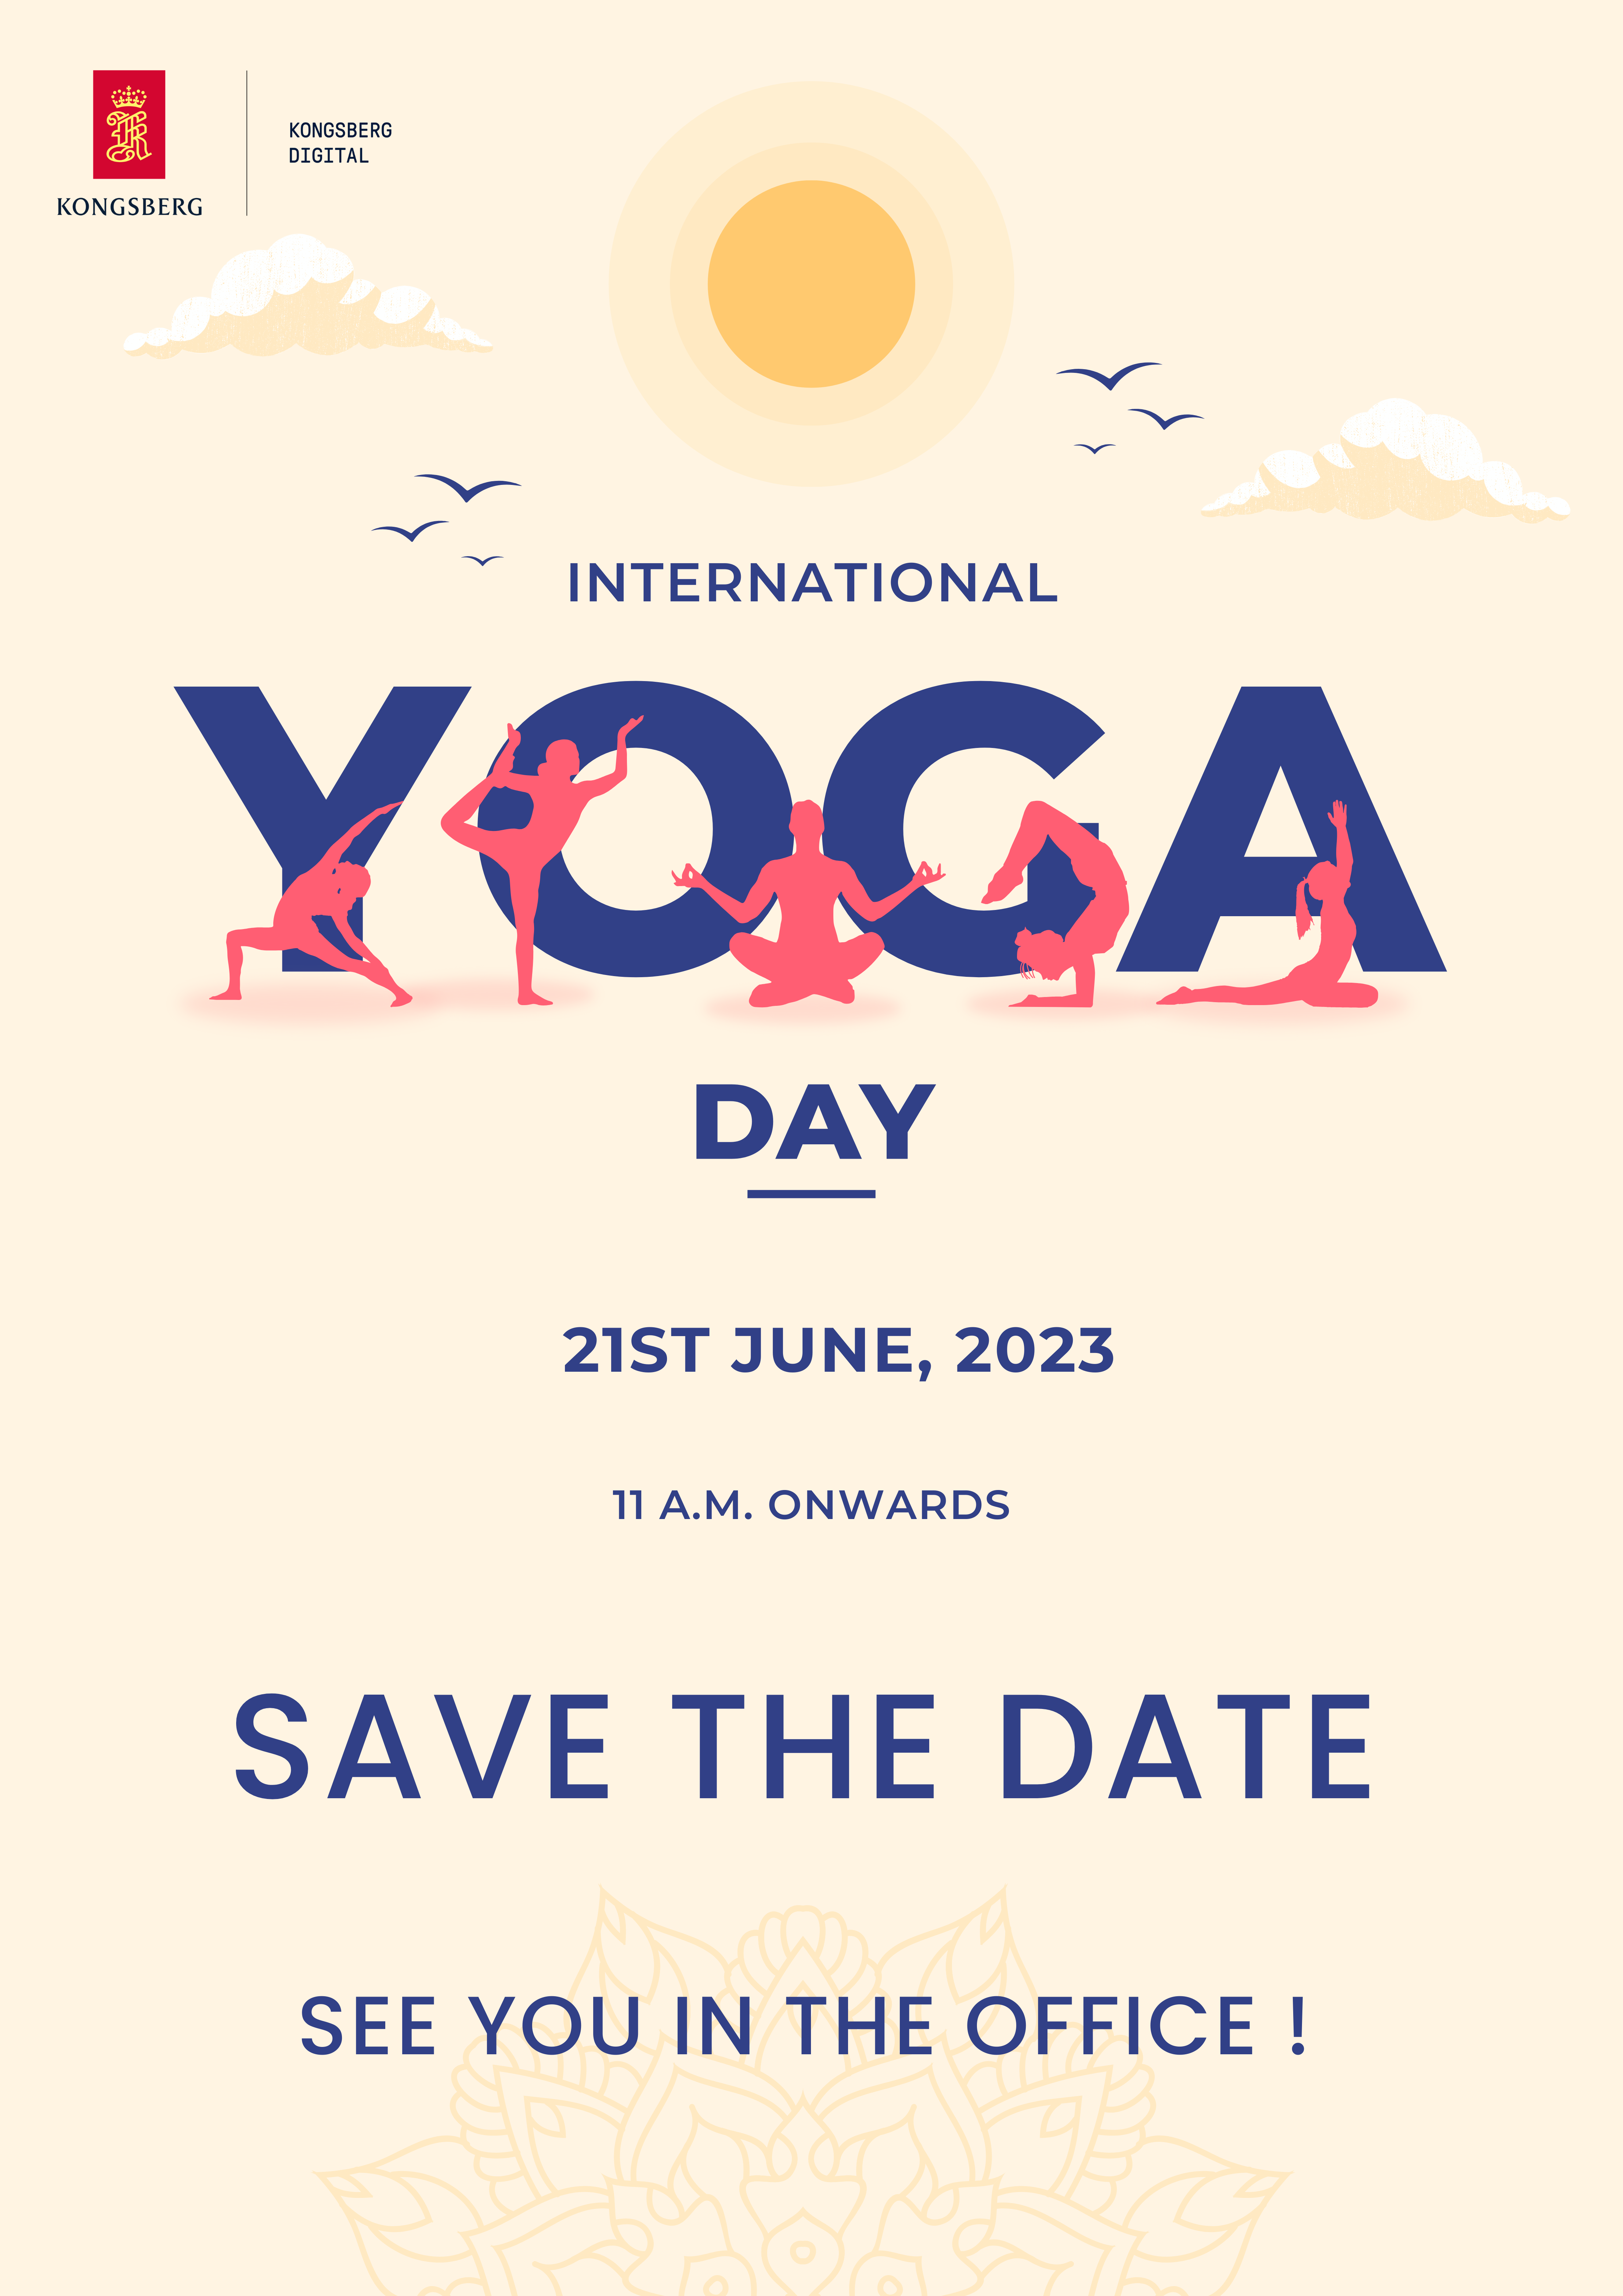 KONGSBERG
KONGSBERG
DIGITAL
INTERNATIONAL
YOGA
DAY
21ST JUNE, 2023
11 A.M. ONWARDS
SAVE THE DATE
SEE YOU IN THE OFFICE !